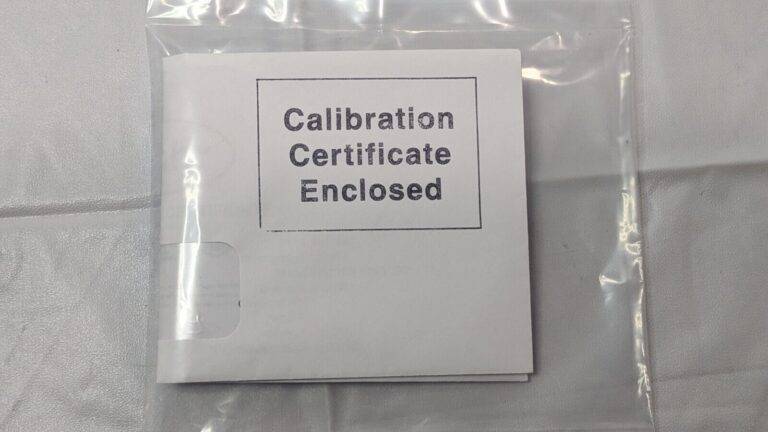 Calibration
Certificate
Enclosed